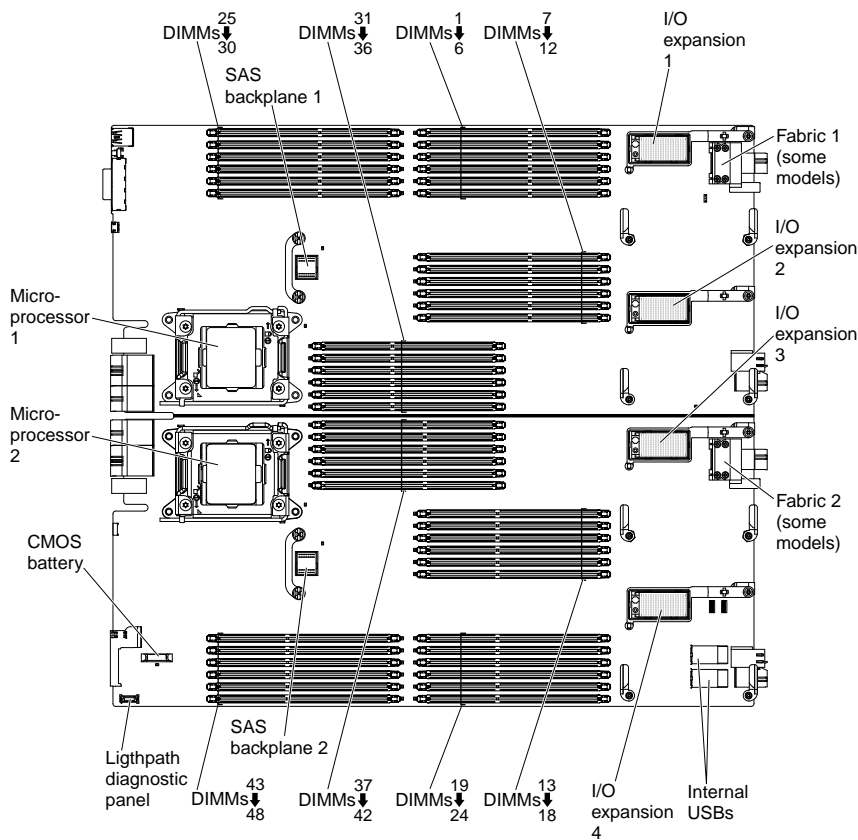 25
DIMMs
30
31
DIMMs
36
1
DIMMs
6
7
DIMMs
12
I/O
expansion
1
SAS
backplane 1
Fabric 1
(some
models)
I/O
expansion
2
I/O
expansion
3
Micro-
processor
1
Micro-
processor
2
Fabric 2
(some
models)
CMOS
battery
SAS
backplane 2
Ligthpath
diagnostic
panel
43
DIMMs
48
37
DIMMs
42
19
DIMMs
24
13
DIMMs
18
I/O
expansion
4
Internal
USBs